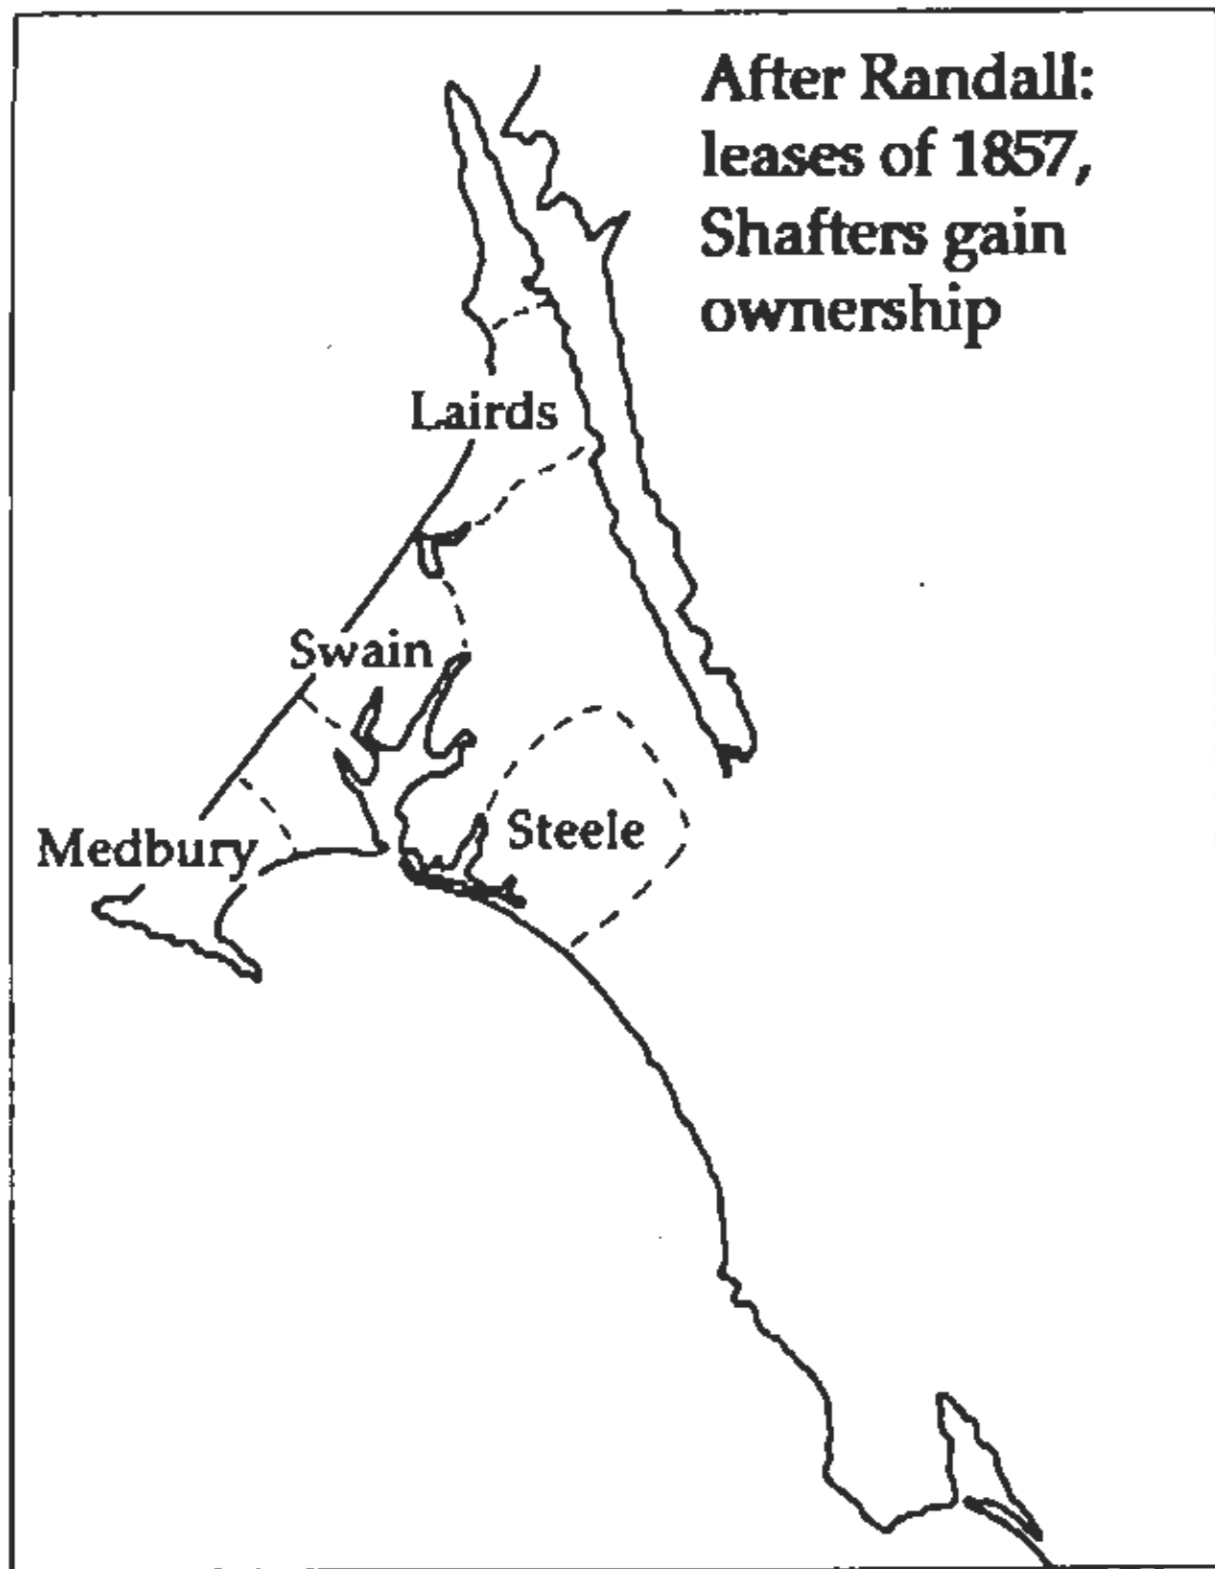 After Randall:
leases of 1857,
Shafters gain
ownership
Lairds
Swain
Steele
Medbury